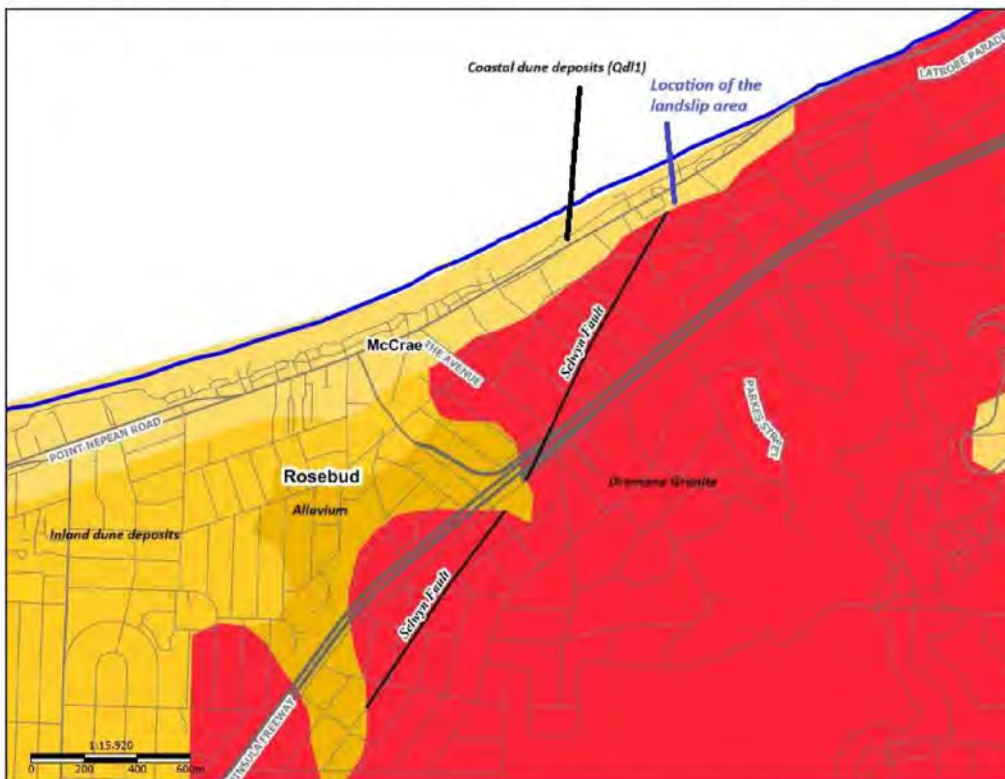 Coastal dune deposits (Qdl1)
Location of the
landslip area
LATROBE PARADE
Selwyn Fault
McCrae
THE AVENUE
POINT NEPEAN ROAD
PARKES STREET
Rosebud
Alluvium
Dromana Granite
Inland dune deposits
Selwyn Fault
INSULA FREEWAY
1:15,920
0 200 400 600m